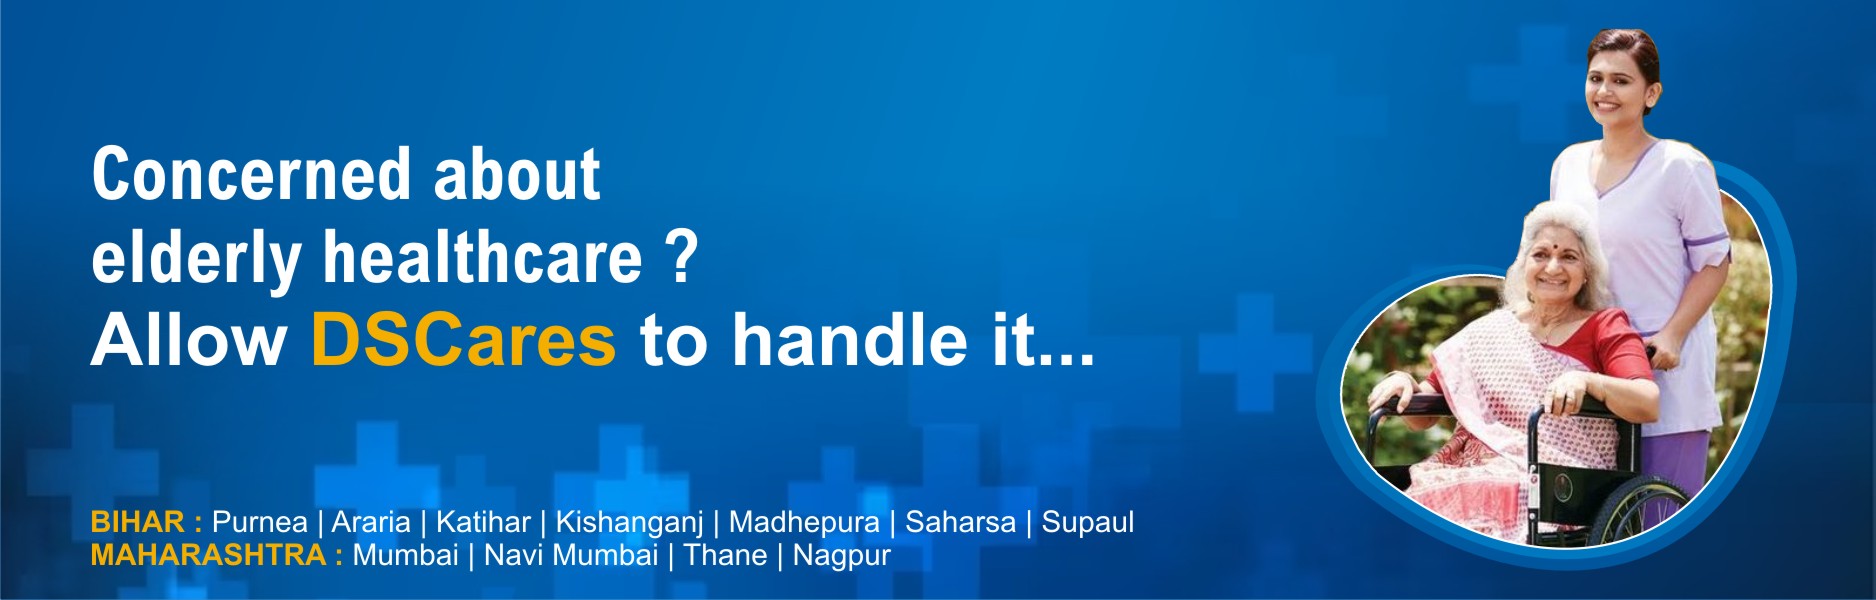 Concerned about
elderly healthcare ?
Allow DSCares to handle it...
BIHAR : Purnea | Araria | Katihar | Kishanganj | Madhepura | Saharsa | Supaul
MAHARASHTRA : Mumbai | Navi Mumbai | Thane | Nagpur